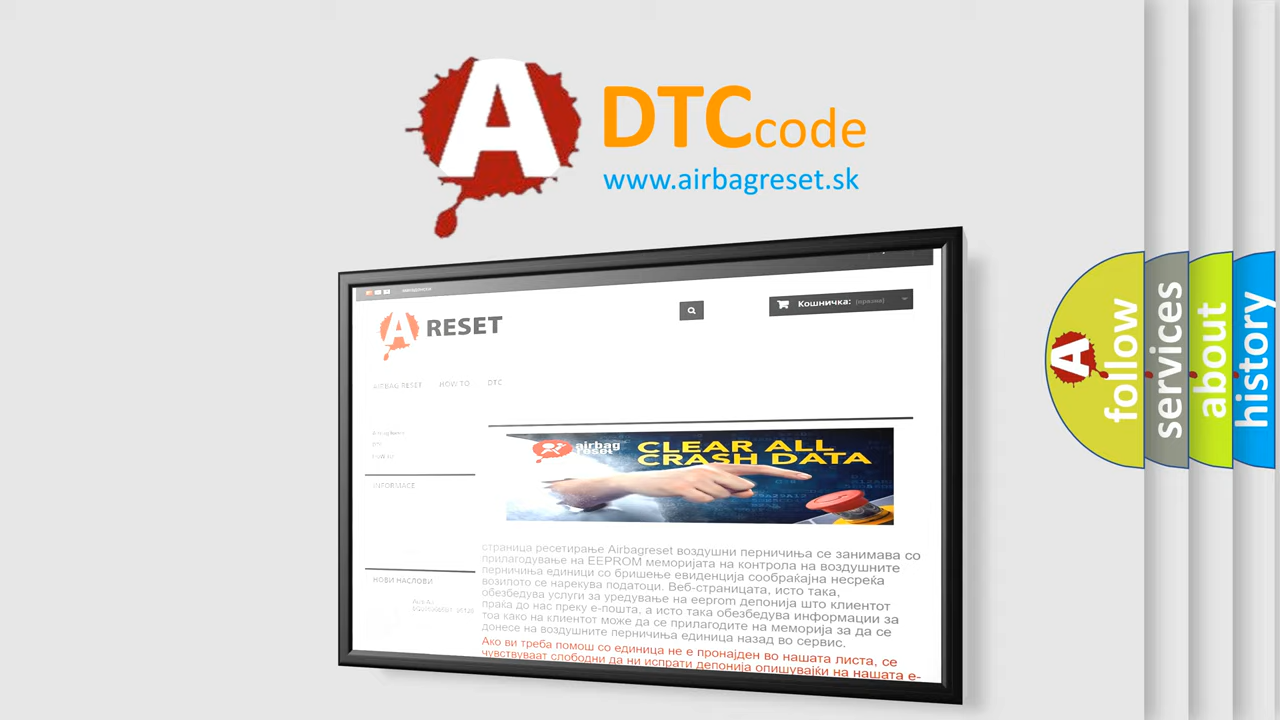 A
DTCcode
www.airbagreset.sk
A RESET
Кошничка: (празни)
AIRBAG RESET HOW TO DTC
airbag
reset
CLEAR ALL
CRASH DATA
INFORMACE
страница ресетирање Airbagreset воздушни перничиња се занимава со
прилагодување на EEPROM меморијата на контрола на воздушните
перничиња единици со бришење евиденција сообраќајна несреќа
возилото се нарекува податоци. Веб-страницата, исто така,
обезбедува услуги за уредување на eeprom депонија што клиентот
праќа до нас преку е-пошта, а исто така обезбедува информации за
тоа како на клиентот може да се прилагодите на меморија за да се
донесе на воздушните перничиња единица назад во сервис.
НОВИ НАСЛОВИ
Ако ви треба помош со единица не е пронајден во нашата листа, се
чувствуваат слободни да ни испрати депонија опишувајќи на нашата е-
A
follow
services
about
history